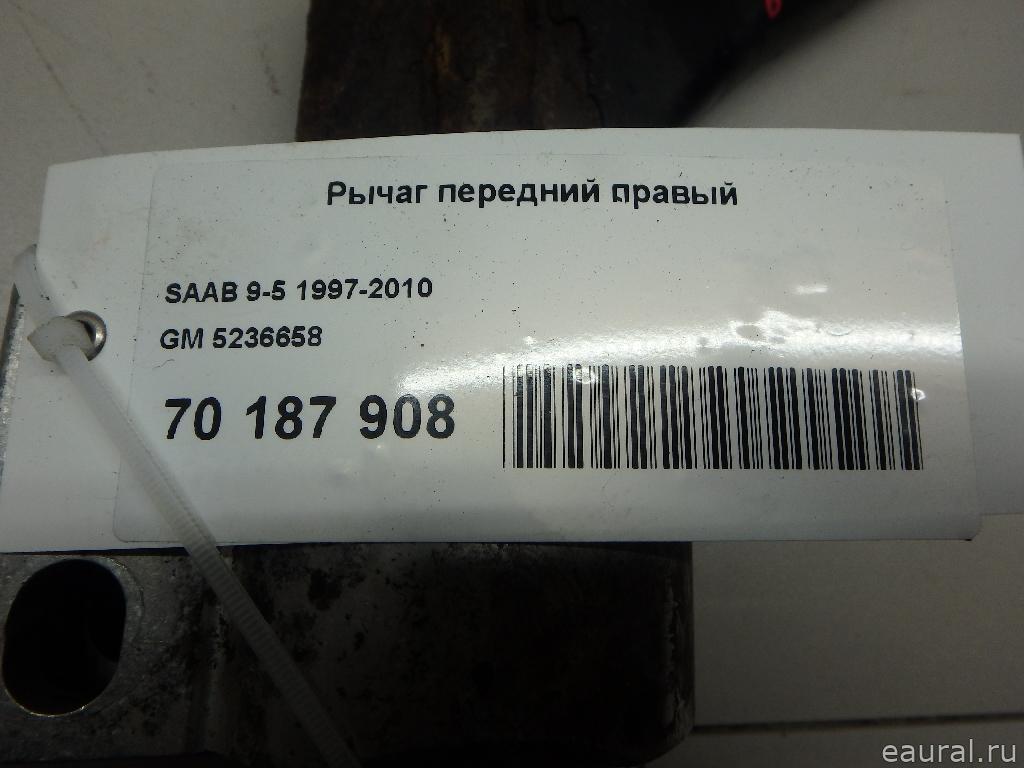 Рычаг передний правый
SAAB 9-5 1997-2010
GM 5236658
70 187 908
eaural.ru